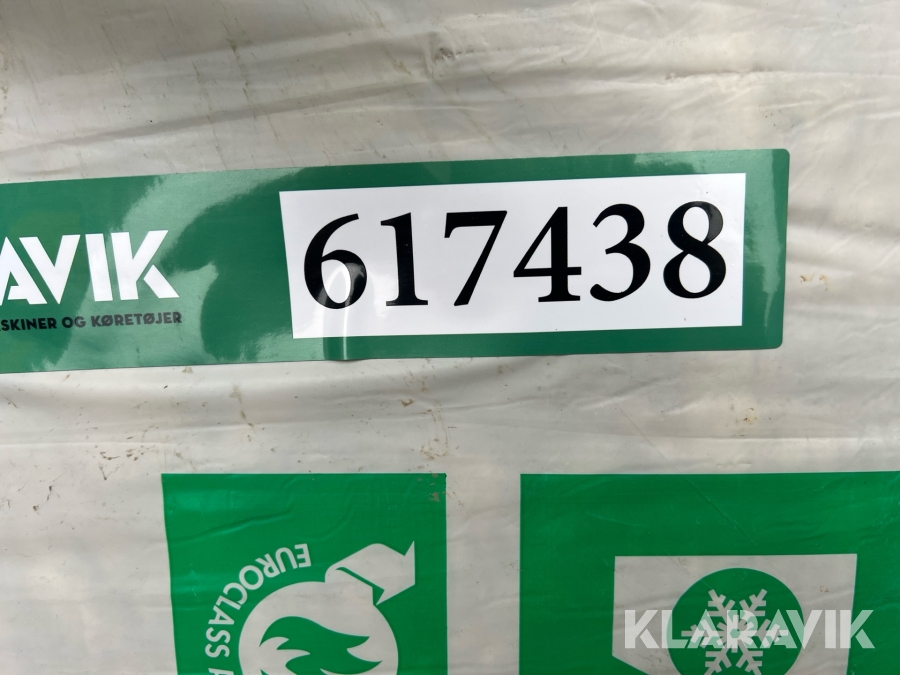 AVIK
617438
SKINER OG KØRETØJER
EUROCLASS
KLARAVIK